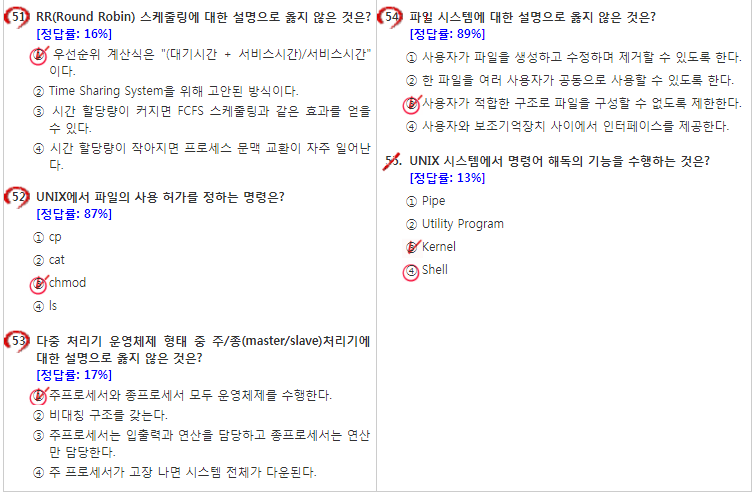 51. RR(Round Robin) 스케줄링에 대한 설명으로 옳지 않은 것은?
[정답률: 16%]
① 우선순위 계산식은 "(대기시간 + 서비스시간)/서비스시간"
이다.
② Time Sharing System을 위해 고안된 방식이다.
③ 시간 할당량이 커지면 FCFS 스케줄링과 같은 효과를 얻을
수 있다.
④ 시간 할당량이 작아지면 프로세스 문맥 교환이 자주 일어난
다.
52. UNIX에서 파일의 사용 허가를 정하는 명령은?
[정답률: 87%]
① cp
② cat
③ chmod
④ ls
53. 다중 처리기 운영체제 형태 중 주/종(master/slave)처리기에
대한 설명으로 옳지 않은 것은?
[정답률: 17%]
① 주프로세서와 종프로세서 모두 운영체제를 수행한다.
② 비대칭 구조를 갖는다.
③ 주프로세서는 입출력과 연산을 담당하고 종프로세서는 연산
만 담당한다.
④ 주 프로세서가 고장 나면 시스템 전체가 다운된다.
54. 파일 시스템에 대한 설명으로 옳지 않은 것은?
[정답률: 89%]
① 사용자가 파일을 생성하고 수정하며 제거할 수 있도록 한다.
② 한 파일을 여러 사용자가 공동으로 사용할 수 있도록 한다.
③ 사용자가 적합한 구조로 파일을 구성할 수 없도록 제한한다.
④ 사용자와 보조기억장치 사이에서 인터페이스를 제공한다.
55. UNIX 시스템에서 명령어 해독의 기능을 수행하는 것은?
[정답률: 13%]
① Pipe
② Utility Program
③ Kernel
④ Shell